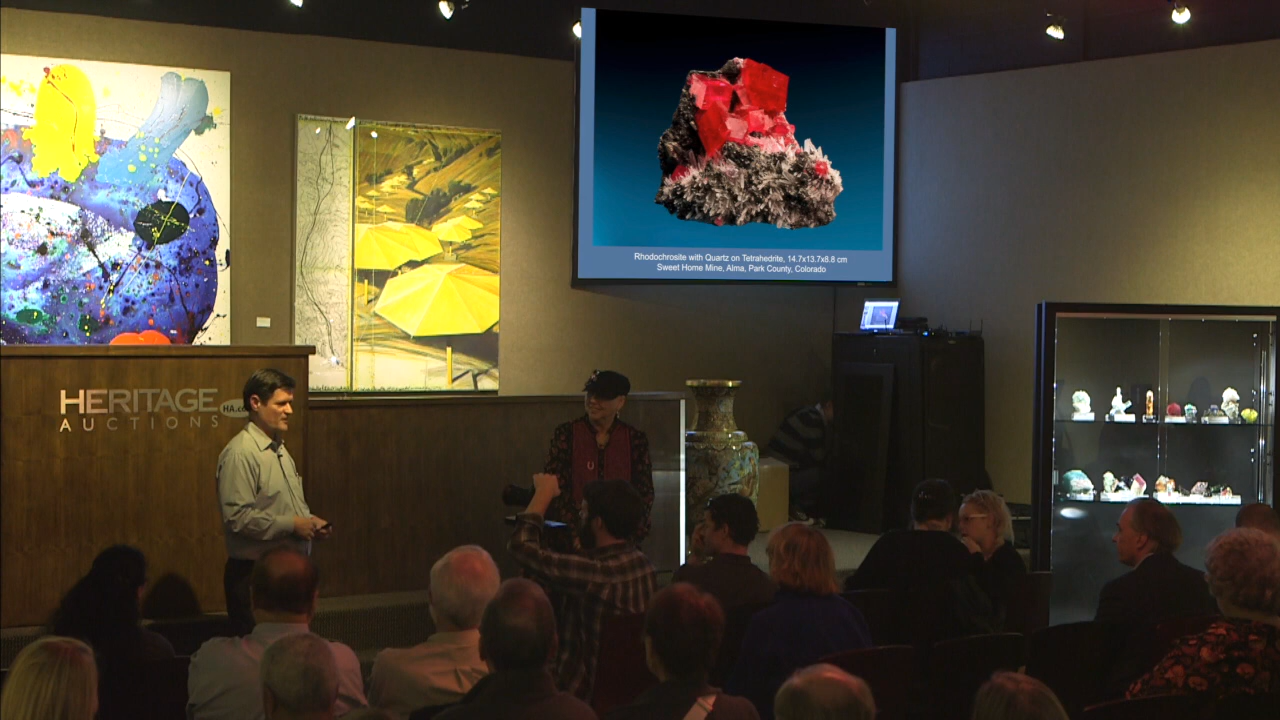 Rhodochrosite with Quartz on Tetrahedrite, 14.7x13.7x8.8 cm
Sweet Home Mine, Alma, Park County, Colorado
HERITAGE
HA.co
AUCTIONS